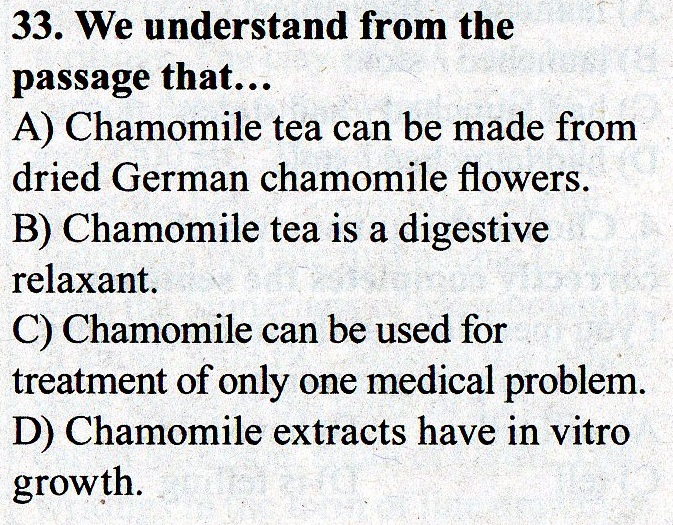 33. We understand from the
passage that...
A) Chamomile tea can be made from
dried German chamomile flowers.
B) Chamomile tea is a digestive
relaxant.
C) Chamomile can be used for
treatment of only one medical problem.
D) Chamomile extracts have in vitro
growth.